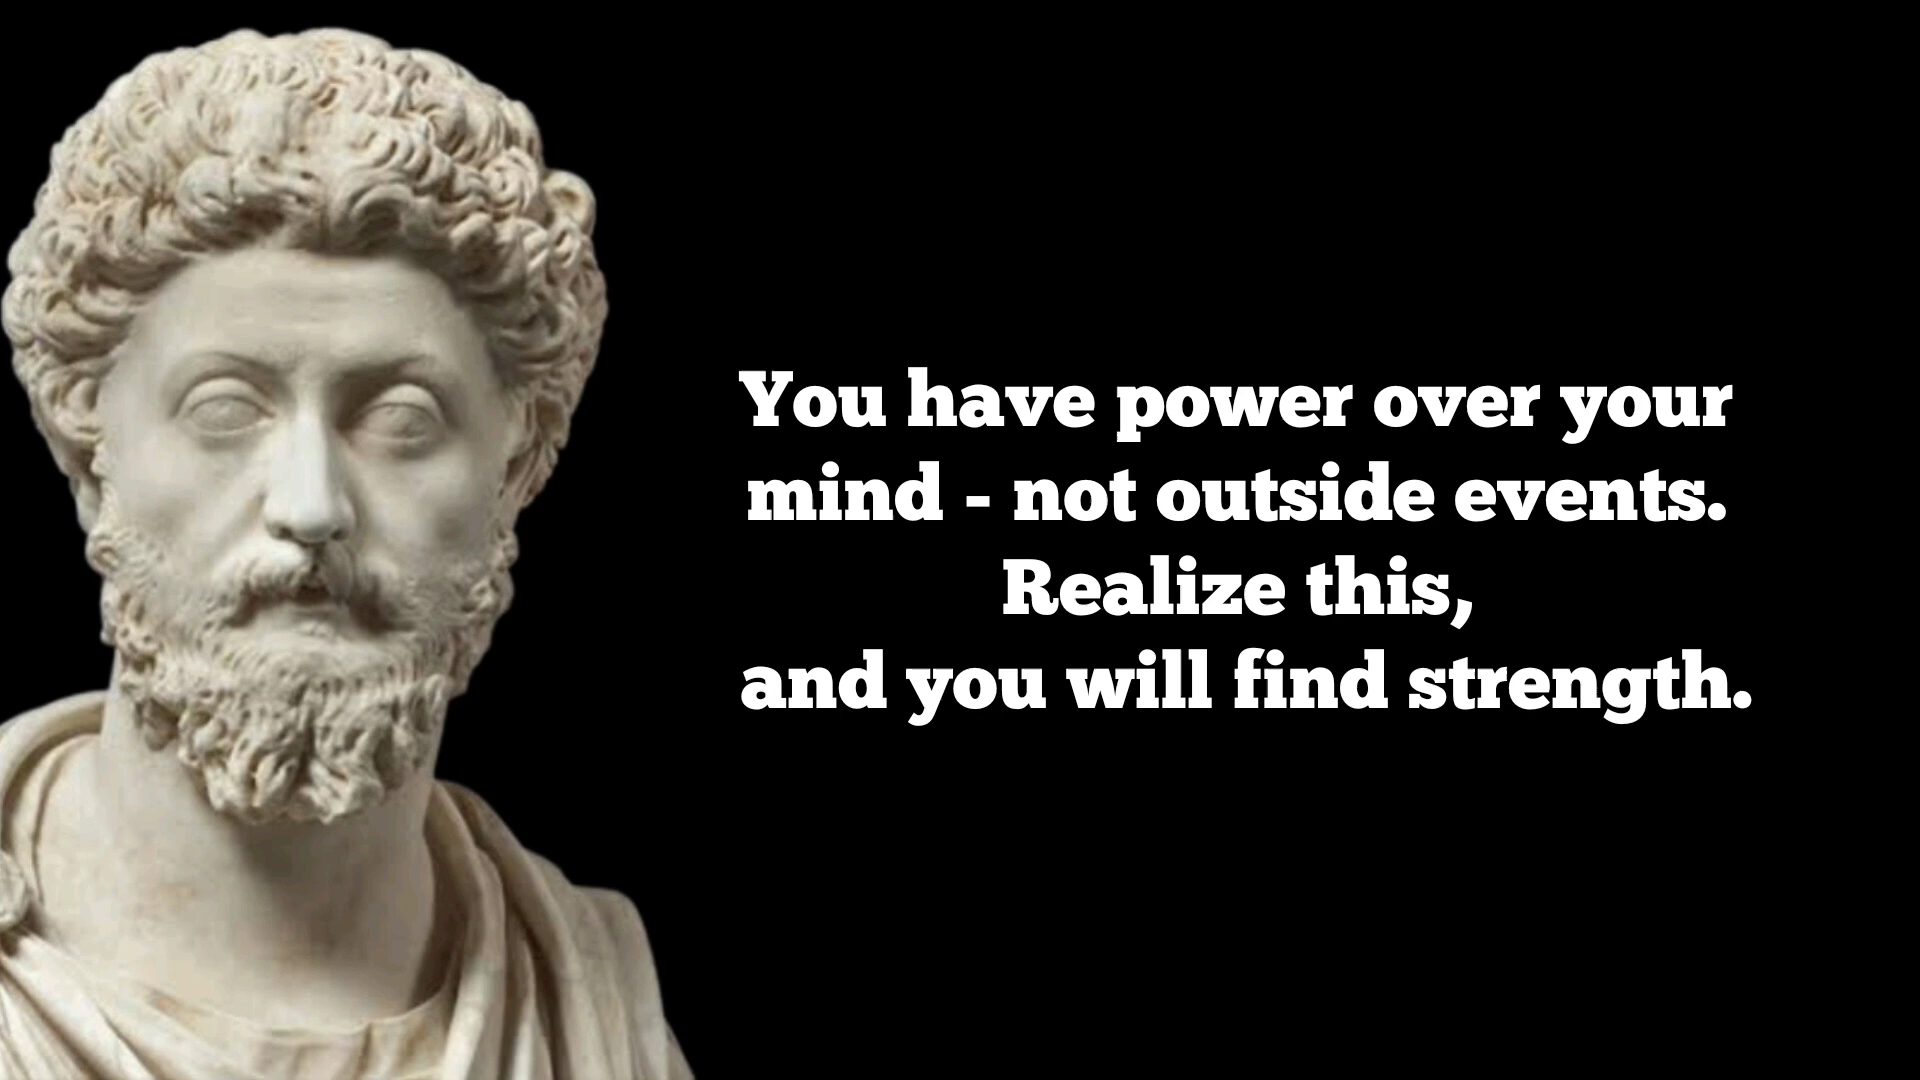 You have power over your
mind - not outside events.
Realize this,
and you will find strength.